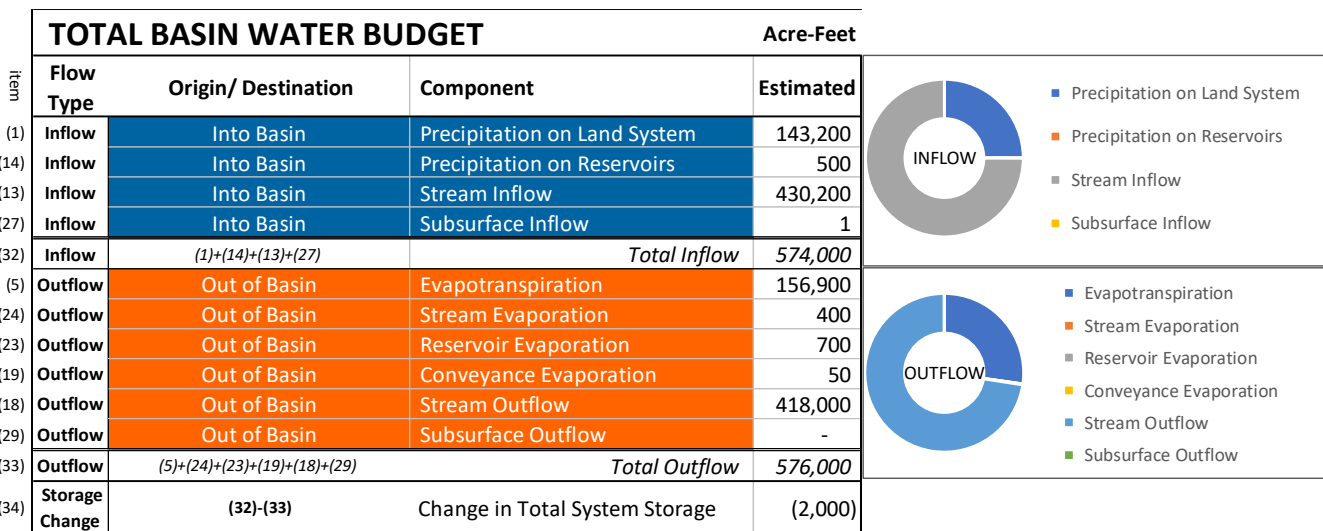 TOTAL BASIN WATER BUDGET Acre-Feet
item Flow Type Origin/ Destination Component Estimated
(1) Inflow Into Basin Precipitation on Land System 143,200
(14) Inflow Into Basin Precipitation on Reservoirs 500
(13) Inflow Into Basin Stream Inflow 430,200
(27) Inflow Into Basin Subsurface Inflow 1
(32) Inflow (1)+(14)+(13)+(27) Total Inflow 574,000
(5) Outflow Out of Basin Evapotranspiration 156,900
(24) Outflow Out of Basin Stream Evaporation 400
(23) Outflow Out of Basin Reservoir Evaporation 700
(19) Outflow Out of Basin Conveyance Evaporation 50
(18) Outflow Out of Basin Stream Outflow 418,000
(29) Outflow Out of Basin Subsurface Outflow -
(33) Outflow (5)+(24)+(23)+(19)+(18)+(29) Total Outflow 576,000
(34) Storage Change (32)-(33) Change in Total System Storage (2,000)
INFLOW
Precipitation on Land System
Precipitation on Reservoirs
Stream Inflow
Subsurface Inflow
OUTFLOW
Evapotranspiration
Stream Evaporation
Reservoir Evaporation
Conveyance Evaporation
Stream Outflow
Subsurface Outflow